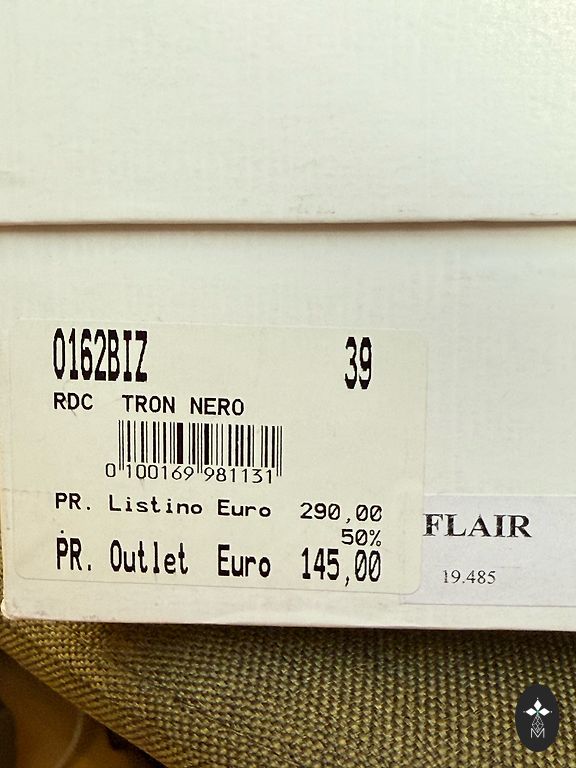 0162BIZ 39
RDC TRON NERO
0 100169 981131
PR. Listino Euro 290,00
50%
PR. Outlet Euro 145,00
FLAIR
19.485
M